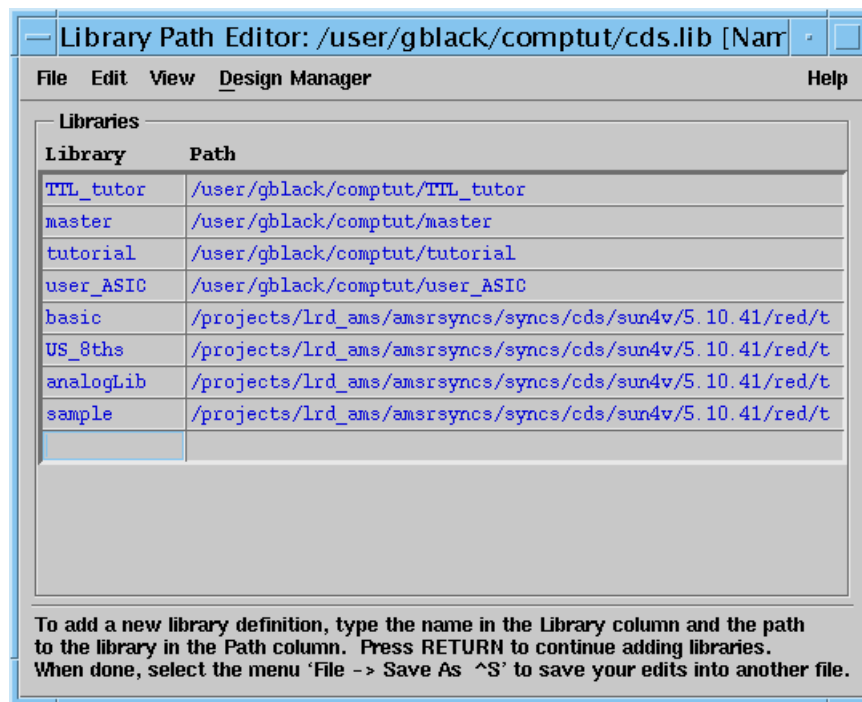 Library Path Editor: /user/gblack/comptut/cds.lib [Nam
File Edit View Design Manager Help
Libraries
Library Path
TTL_tutor /user/gblack/comptut/TTL_tutor
master /user/gblack/comptut/master
tutorial /user/gblack/comptut/tutorial
user_ASIC /user/gblack/comptut/user_ASIC
basic /projects/lrd_ams/amsrsyncs/syncs/cds/sun4v/5.10.41/red/t
US_8ths /projects/lrd_ams/amsrsyncs/syncs/cds/sun4v/5.10.41/red/t
analogLib /projects/lrd_ams/amsrsyncs/syncs/cds/sun4v/5.10.41/red/t
sample /projects/lrd_ams/amsrsyncs/syncs/cds/sun4v/5.10.41/red/t
To add a new library definition, type the name in the Library column and the path
to the library in the Path column. Press RETURN to continue adding libraries.
When done, select the menu ‘File -> Save As ^S’ to save your edits into another file.